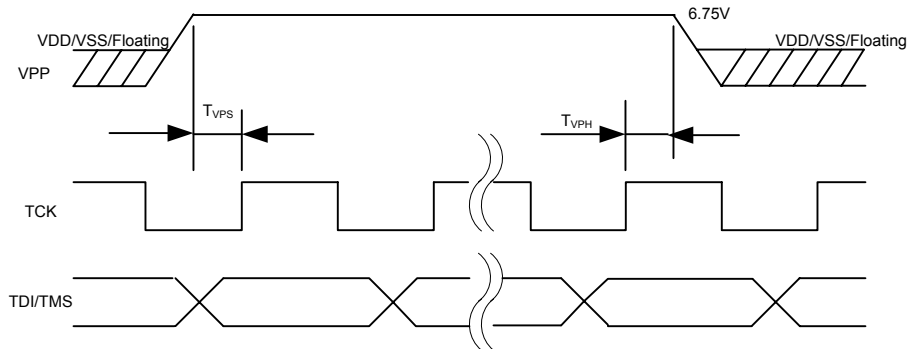 6.75V
VDD/VSS/Floating
VDD/VSS/Floating
VPP
TVPS
TVPH
TCK
TDI/TMS